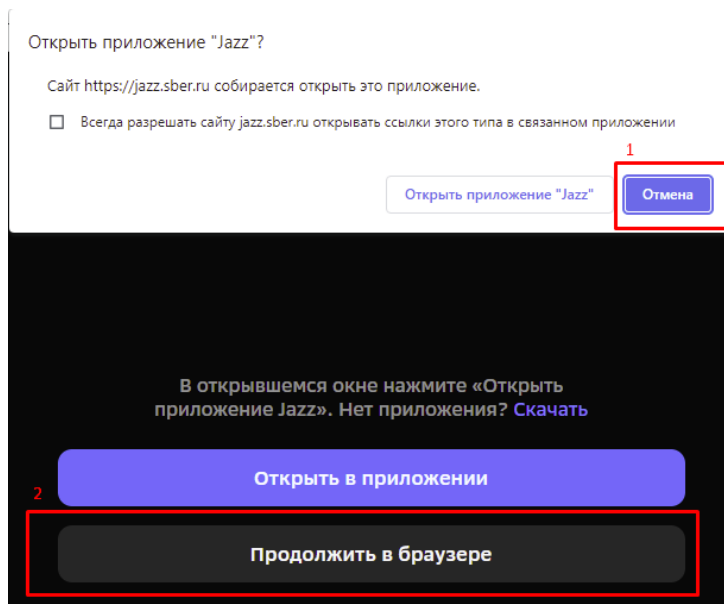 Открыть приложение "Jazz"?
Сайт https://jazz.sber.ru собирается открыть это приложение.
Всегда разрешать сайту jazz.sber.ru открывать ссылки этого типа в связанном приложении
1
Открыть приложение "Jazz"
Отмена
В открывшемся окне нажмите «Открыть
приложение Jazz». Нет приложения? Скачать
Открыть в приложении
2
Продолжить в браузере